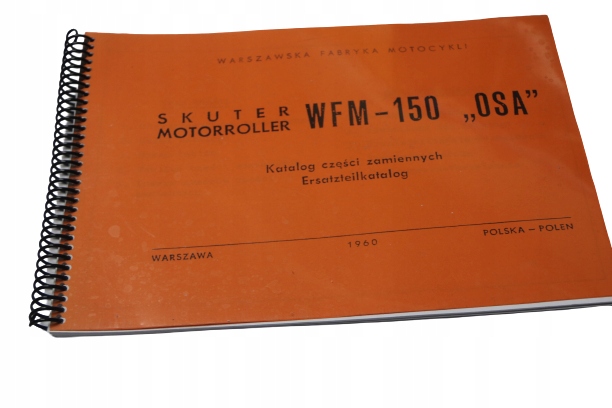 WARSZAWSKA FABRYKA MOTOCYKLI
SKUTER
MOTORROLLER WFM-150 „OSA”
Katalog części zamiennych
Ersatzteilkatalog
WARSZAWA 1960 POLSKA – POLEN